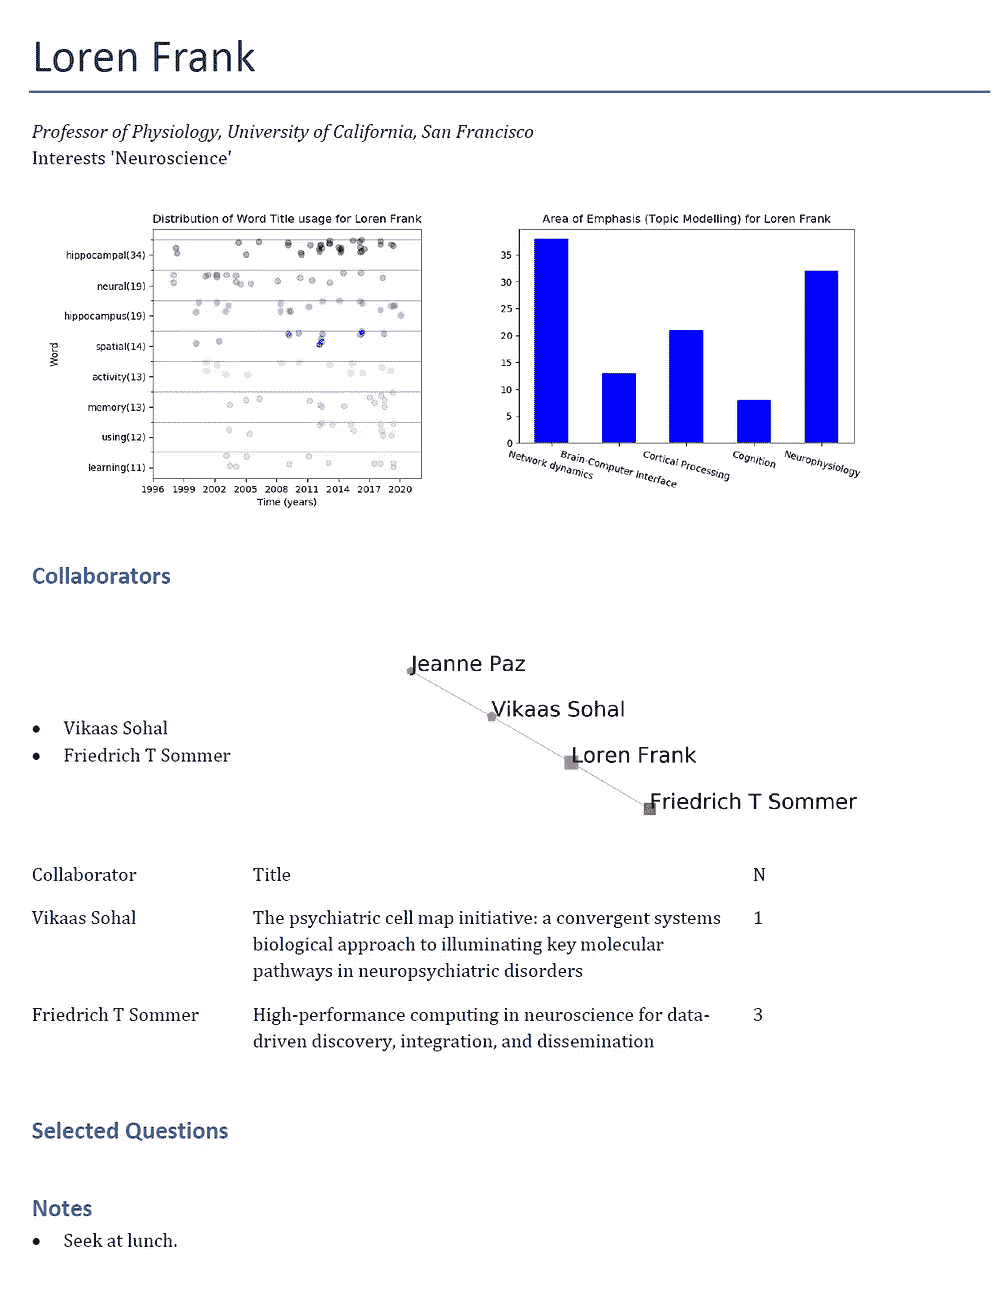 Loren Frank
Professor of Physiology, University of California, San Francisco
Interests 'Neuroscience'
Distribution of Word Title usage for Loren Frank
Word
hippocampal(34)
neural(19)
hippocampus(19)
spatial(14)
activity(13)
memory(13)
using(12)
learning(11)
1996 1999 2002 2005 2008 2011 2014 2017 2020
Time (years)
Area of Emphasis (Topic Modelling) for Loren Frank
35
30
25
20
15
10
5
0
Network dynamics
Brain-Computer Interface
Cortical Processing
Cognition
Neurophysiology
Collaborators
• Vikaas Sohal
• Friedrich T Sommer
Jeanne Paz
Vikaas Sohal
Loren Frank
Friedrich T Sommer
Collaborator Title N
Vikaas Sohal The psychiatric cell map initiative: a convergent systems 1
biological approach to illuminating key molecular
pathways in neuropsychiatric disorders
Friedrich T Sommer High-performance computing in neuroscience for data- 3
driven discovery, integration, and dissemination
Selected Questions
Notes
• Seek at lunch.